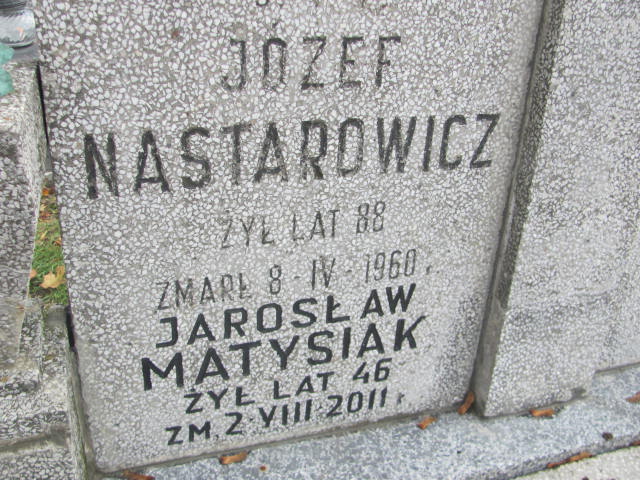 JÓZEF
NASTAROWICZ
ŻYŁ LAT 88
ZMARŁ 8-IV-1960 r.
JAROSŁAW
MATYSIAK
ŻYŁ LAT 46
ZM. 2 VIII 2011 r.